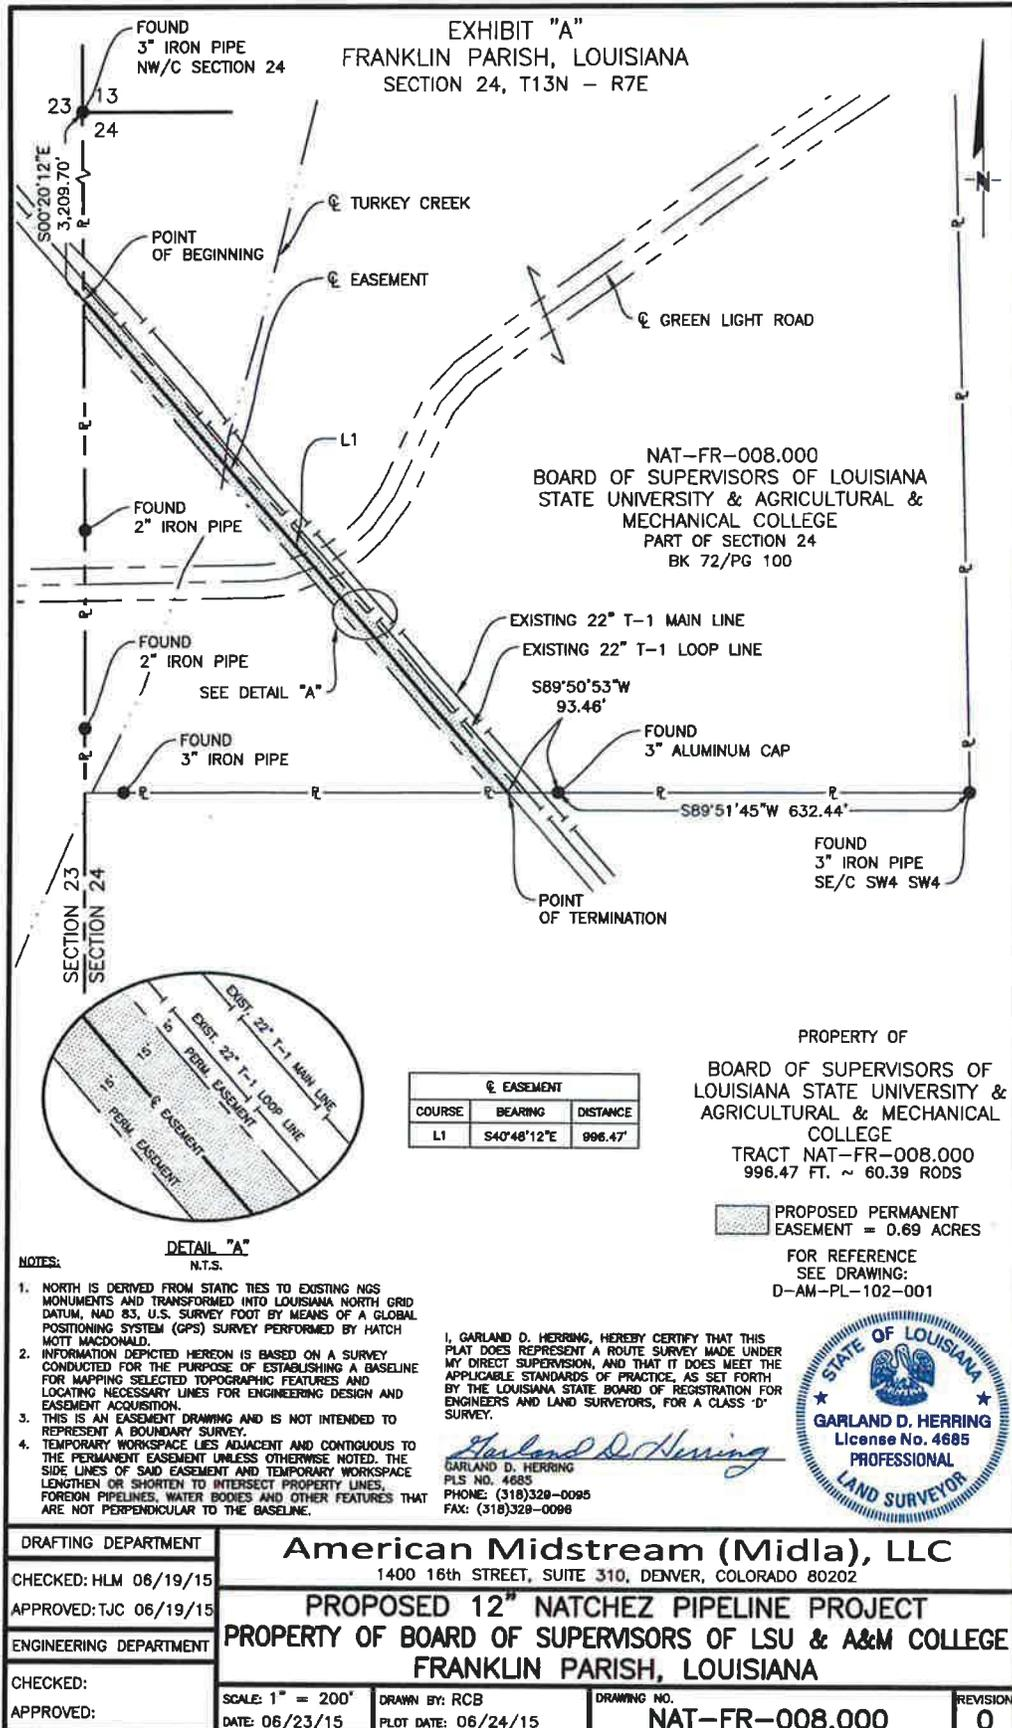 EXHIBIT "A"
FRANKLIN PARISH, LOUISIANA
SECTION 24, T13N - R7E
FOUND
3" IRON PIPE
NW/C SECTION 24
23
13
24
S00°20'12"E
3,209.70'
N
POINT
OF BEGINNING
℄ TURKEY CREEK
℄ EASEMENT
℄ GREEN LIGHT ROAD
L1
NAT-FR-008.000
BOARD OF SUPERVISORS OF LOUISIANA
STATE UNIVERSITY & AGRICULTURAL &
MECHANICAL COLLEGE
PART OF SECTION 24
BK 72/PG 100
FOUND
2" IRON PIPE
EXISTING 22" T-1 MAIN LINE
EXISTING 22" T-1 LOOP LINE
FOUND
2" IRON PIPE
SEE DETAIL "A"
S89°50'53"W
93.46'
FOUND
3" IRON PIPE
FOUND
3" ALUMINUM CAP
S89°51'45"W 632.44'
FOUND
3" IRON PIPE
SE/C SW4 SW4
POINT
OF TERMINATION
SECTION 23
SECTION 24
EXIST. 22" T-1 MAIN LINE
EXIST. 22" T-1 LOOP LINE
5'
PERM. EASEMENT
15'
℄ EASEMENT
15'
PERM. EASEMENT
DETAIL "A"
N.T.S.
℄ EASEMENT
COURSE BEARING DISTANCE
L1 S40°48'12"E 996.47'
PROPERTY OF
BOARD OF SUPERVISORS OF
LOUISIANA STATE UNIVERSITY &
AGRICULTURAL & MECHANICAL
COLLEGE
TRACT NAT-FR-008.000
996.47 FT. ~ 60.39 RODS
PROPOSED PERMANENT
EASEMENT = 0.69 ACRES
FOR REFERENCE
SEE DRAWING:
D-AM-PL-102-001
NOTES:
1. NORTH IS DERIVED FROM STATIC TIES TO EXISTING NGS
MONUMENTS AND TRANSFORMED INTO LOUISIANA NORTH GRID
DATUM, NAD 83, U.S. SURVEY FOOT BY MEANS OF A GLOBAL
POSITIONING SYSTEM (GPS) SURVEY PERFORMED BY HATCH
MOTT MACDONALD.
2. INFORMATION DEPICTED HEREON IS BASED ON A SURVEY
CONDUCTED FOR THE PURPOSE OF ESTABLISHING A BASELINE
FOR MAPPING SELECTED TOPOGRAPHIC FEATURES AND
LOCATING NECESSARY LINES FOR ENGINEERING DESIGN AND
EASEMENT ACQUISITION.
3. THIS IS AN EASEMENT DRAWING AND IS NOT INTENDED TO
REPRESENT A BOUNDARY SURVEY.
4. TEMPORARY WORKSPACE LIES ADJACENT AND CONTIGUOUS TO
THE PERMANENT EASEMENT UNLESS OTHERWISE NOTED. THE
SIDE LINES OF SAID EASEMENT AND TEMPORARY WORKSPACE
LENGTHEN OR SHORTEN TO INTERSECT PROPERTY LINES,
FOREIGN PIPELINES, WATER BODIES AND OTHER FEATURES THAT
ARE NOT PERPENDICULAR TO THE BASELINE.
I, GARLAND D. HERRING, HEREBY CERTIFY THAT THIS
PLAT DOES REPRESENT A ROUTE SURVEY MADE UNDER
MY DIRECT SUPERVISION, AND THAT IT DOES MEET THE
APPLICABLE STANDARDS OF PRACTICE, AS SET FORTH
BY THE LOUISIANA STATE BOARD OF REGISTRATION FOR
ENGINEERS AND LAND SURVEYORS, FOR A CLASS "D"
SURVEY.
Garland D. Herring
GARLAND D. HERRING
PLS NO. 4685
PHONE: (318)329-0095
FAX: (318)329-0096
STATE OF LOUISIANA
GARLAND D. HERRING
License No. 4685
PROFESSIONAL
LAND SURVEYOR
DRAFTING DEPARTMENT
CHECKED: HLM 06/19/15
APPROVED: TJC 06/19/15
ENGINEERING DEPARTMENT
CHECKED:
APPROVED:
American Midstream (Midla), LLC
1400 16th STREET, SUITE 310, DENVER, COLORADO 80202
PROPOSED 12" NATCHEZ PIPELINE PROJECT
PROPERTY OF BOARD OF SUPERVISORS OF LSU & A&M COLLEGE
FRANKLIN PARISH, LOUISIANA
SCALE: 1" = 200'
DATE: 06/23/15
DRAWN BY: RCB
PLOT DATE: 06/24/15
DRAWING NO.
NAT-FR-008.000
REVISION
0